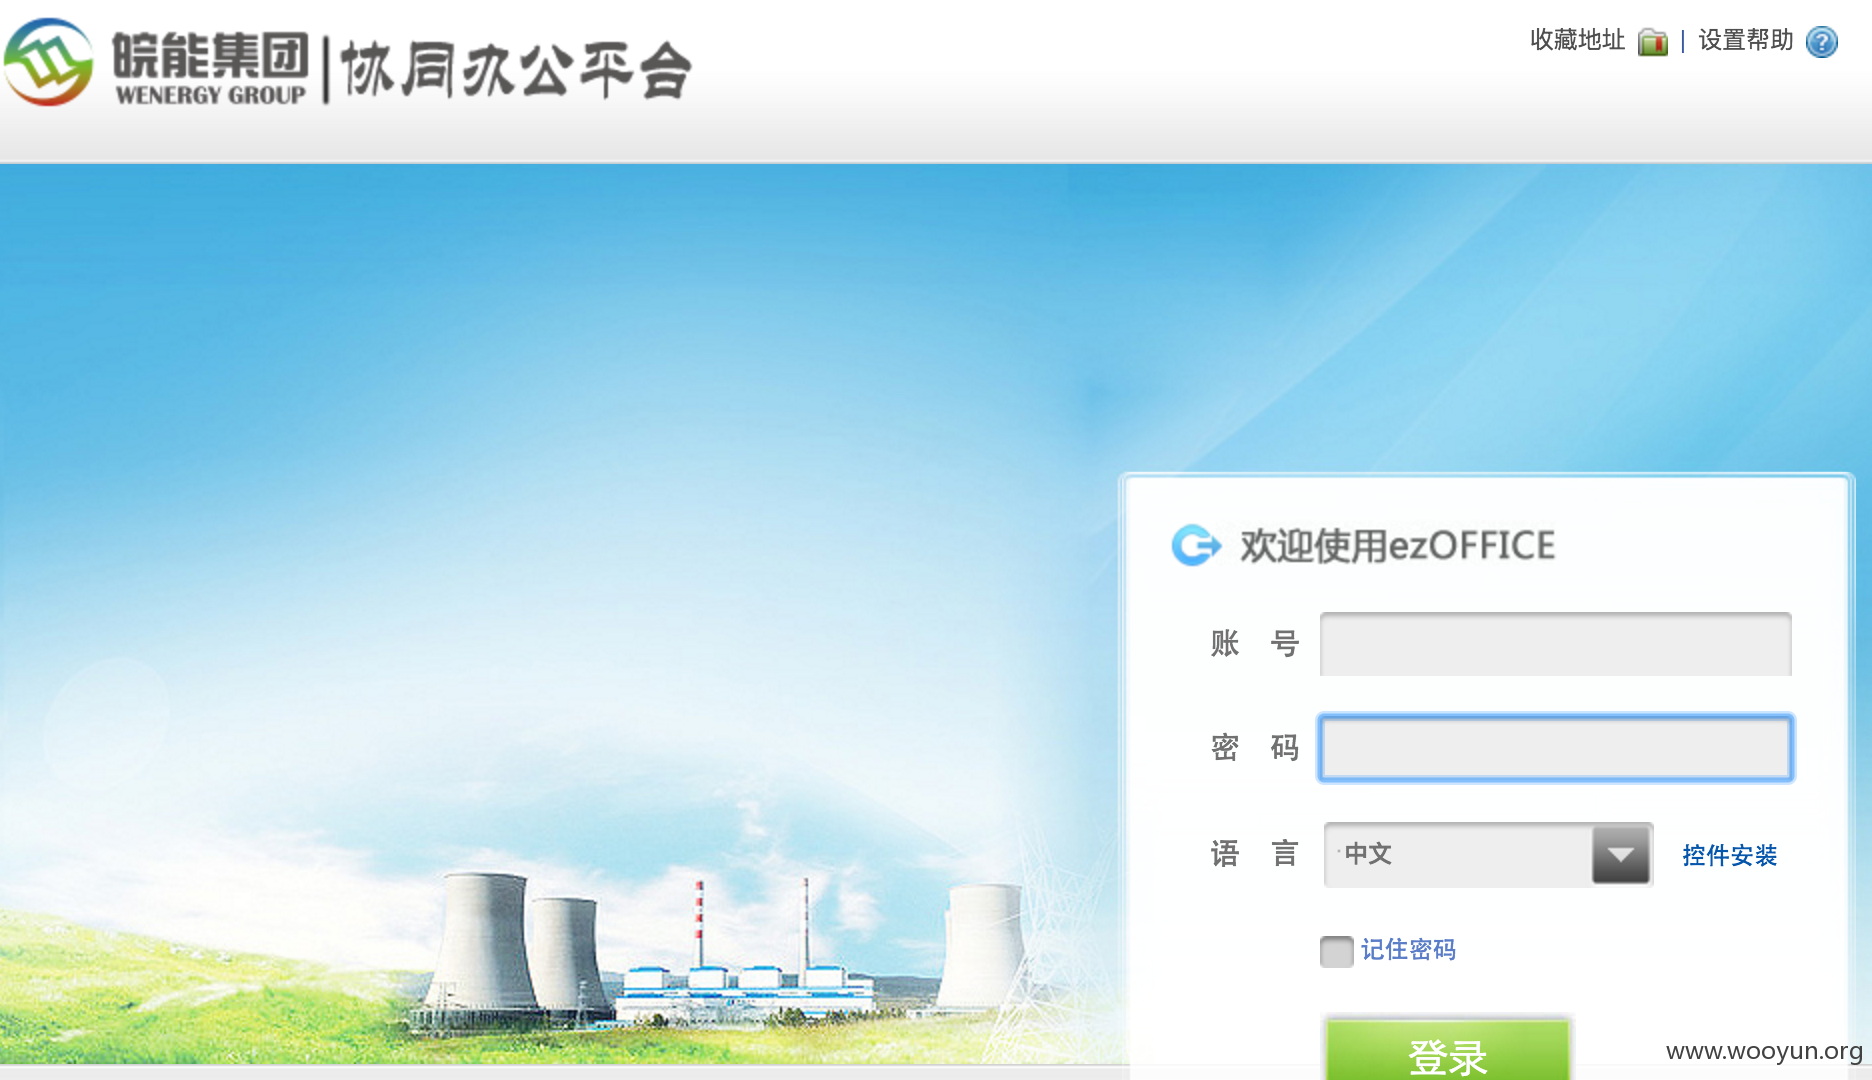 皖能集团
WENERGY GROUP
协同办公平台
收藏地址 | 设置帮助
欢迎使用ezOFFICE
账 号
密 码
语 言 中文 控件安装
记住密码
登录
www.wooyun.org